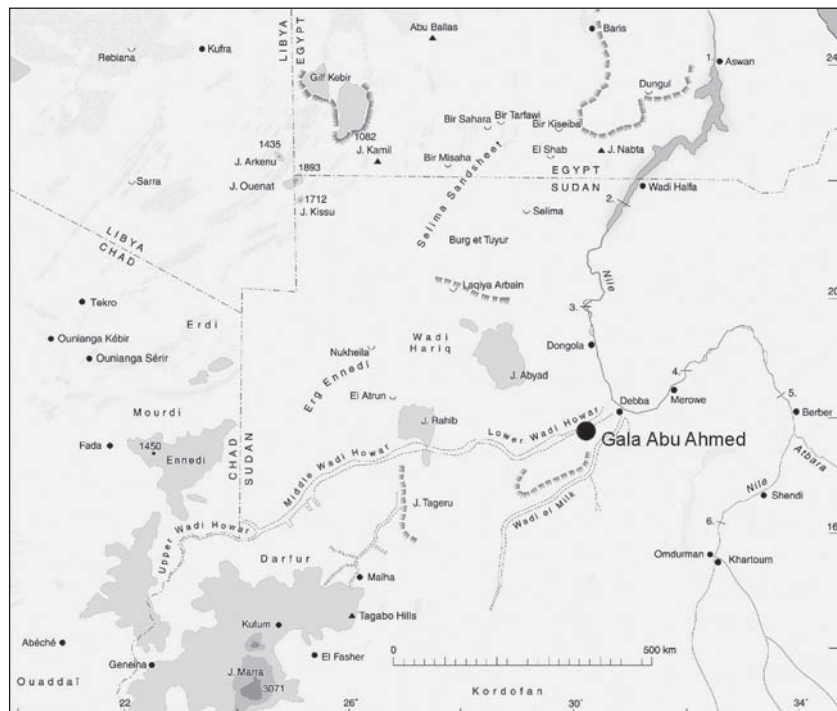 Rebiana
Kufra
LIBYA
EGYPT
Abu Ballas
Baris
1.
Aswan
24
Gilf Kebir
Dungul
Bir Sahara
Bir Tarfawi
Bir Kiseiba
1082
J. Kamil
1435
J. Arkenu
1893
J. Ouenat
Bir Misaha
El Shab
J. Nabta
EGYPT
SUDAN
Sarra
1712
J. Kissu
Selima Sandsheet
Selima
2.
Wadi Halfa
LIBYA
CHAD
Burg et Tuyur
Laqiya Arbain
Nile
20
Tekro
Erdi
3.
Ounianga Kébir
Ounianga Sérir
Nukheila
Wadi
Hariq
Dongola
J. Abyad
4.
Erg Ennedi
El Atrun
Debba
Merowe
5.
Berber
Mourdi
J. Rahib
Lower Wadi Howar
Gala Abu Ahmed
Fada
1450
Ennedi
CHAD
SUDAN
Middle Wadi Howar
Atbara
J. Tageru
Wadi el Milk
Nile
Shendi
Upper Wadi Howar
6.
16
Darfur
Omdurman
Khartoum
Malha
Tagabo Hills
Kutum
Abéché
Geneina
El Fasher
0
500 km
Ouaddaï
J. Marra
3071
Kordofan
22
26°
30°
34°